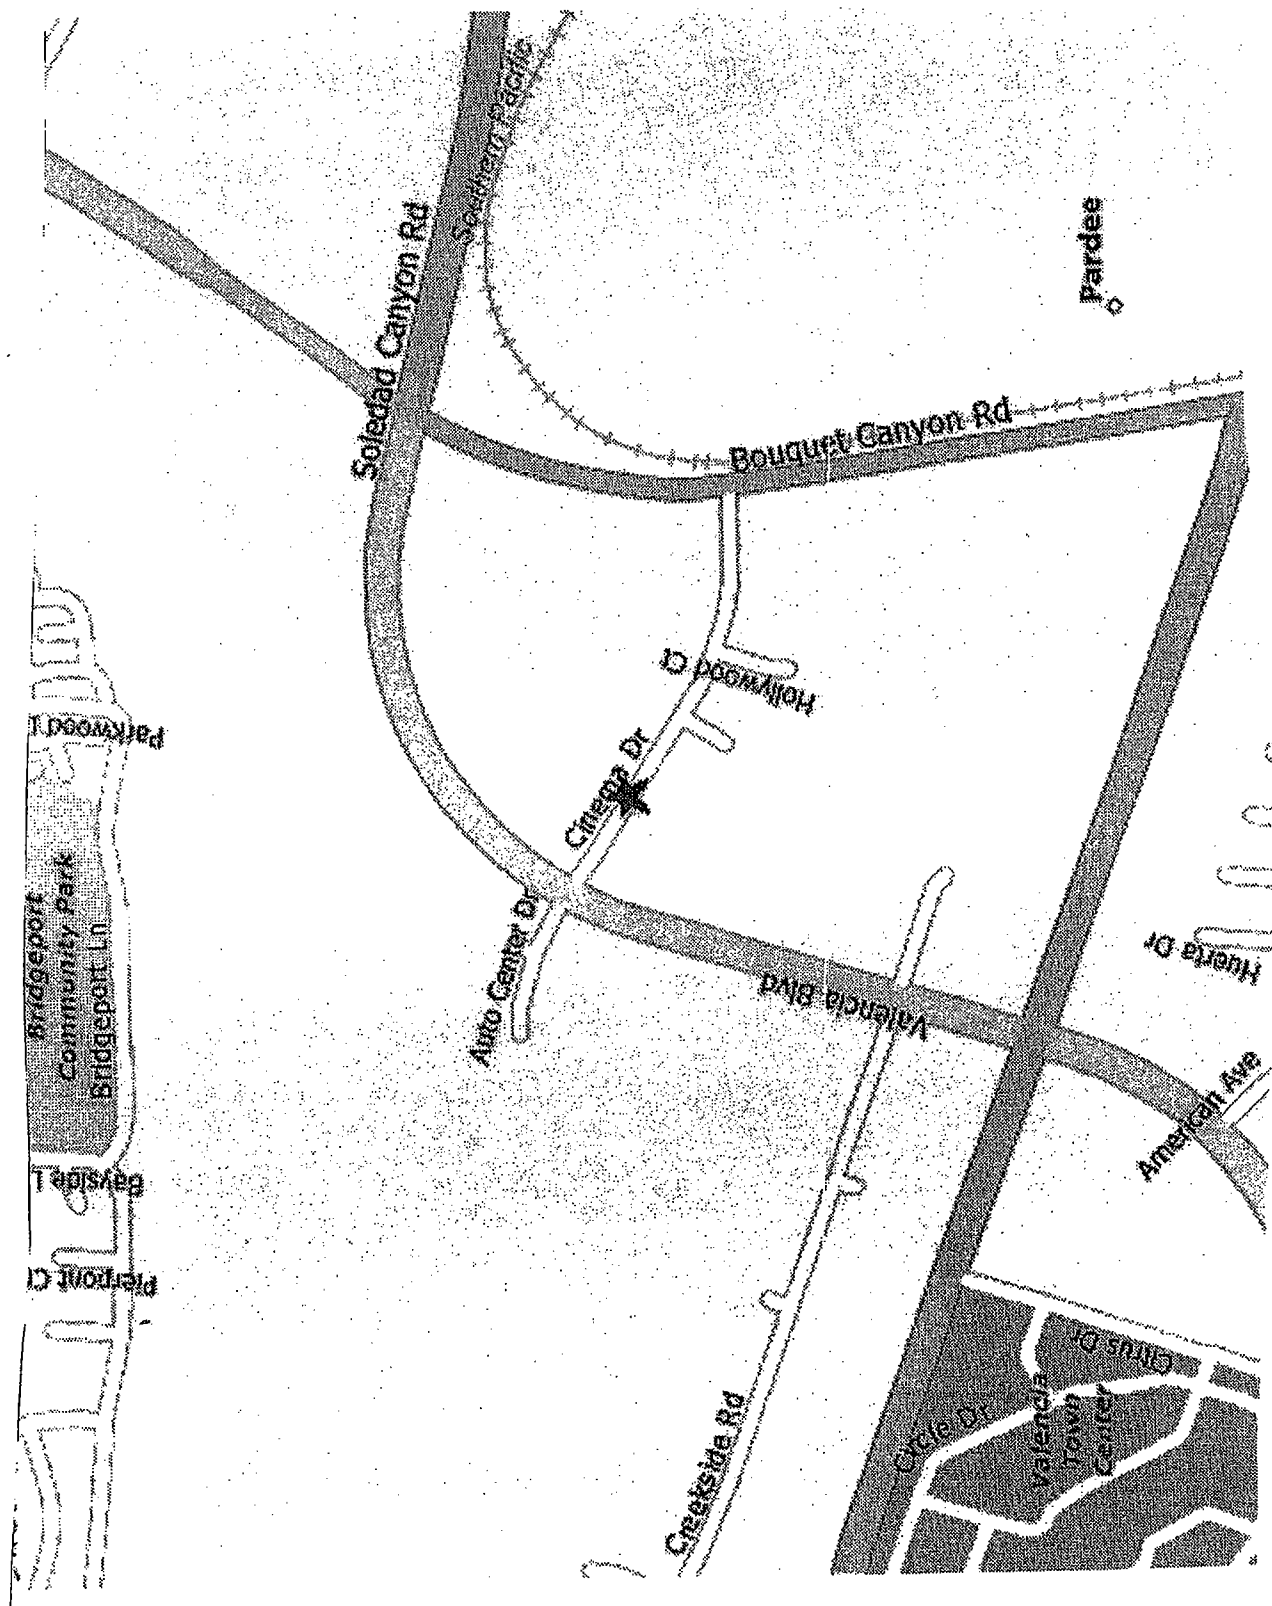 Southern Pacific
Soledad Canyon Rd
Pardee
Bouquet Canyon Rd
Hollywood Ct
Parkwood L
Cinema Dr
Bridgeport
Community Park
Bridgeport Ln
Auto Center Dr
Valencia Blvd
Huerta Dr
American Ave
Bayside L
Pierpont Ct
Citrus Dr
Circle Dr
Valencia
Town
Center
Creekside Rd